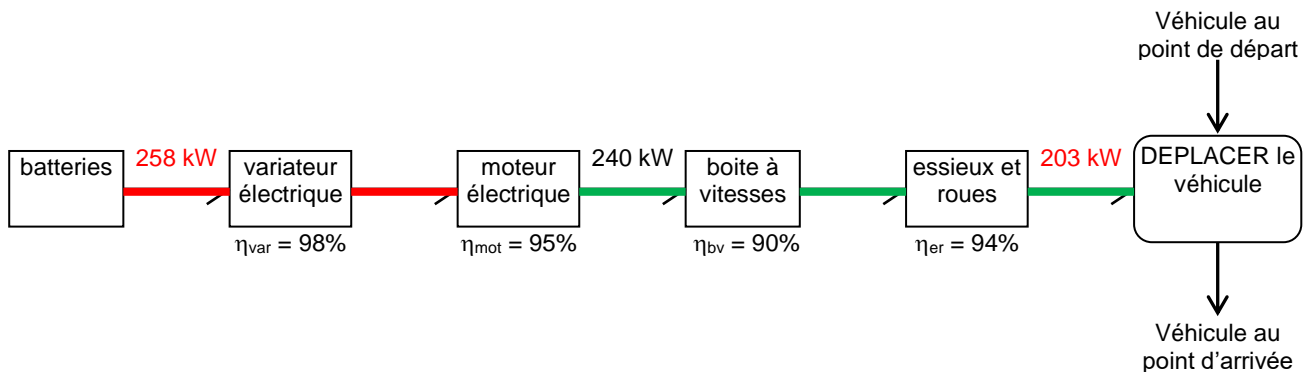 Véhicule au
point de départ
batteries
258 kW
variateur
électrique
ηvar = 98%
moteur
électrique
ηmot = 95%
240 kW
boite à
vitesses
ηbv = 90%
essieux et
roues
ηer = 94%
203 kW
DEPLACER le
véhicule
Véhicule au
point d'arrivée